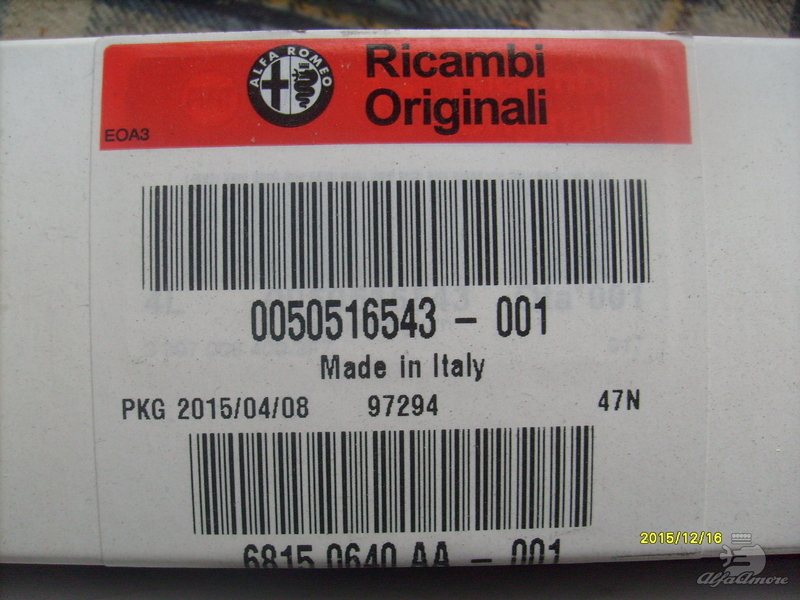 ALFA ROMEO
Ricambi
Originali
EOA3
0050516543 - 001
Made in Italy
PKG 2015/04/08 97294 47N
6815 0640 AA - 001
2015/12/16
AlfaAmore